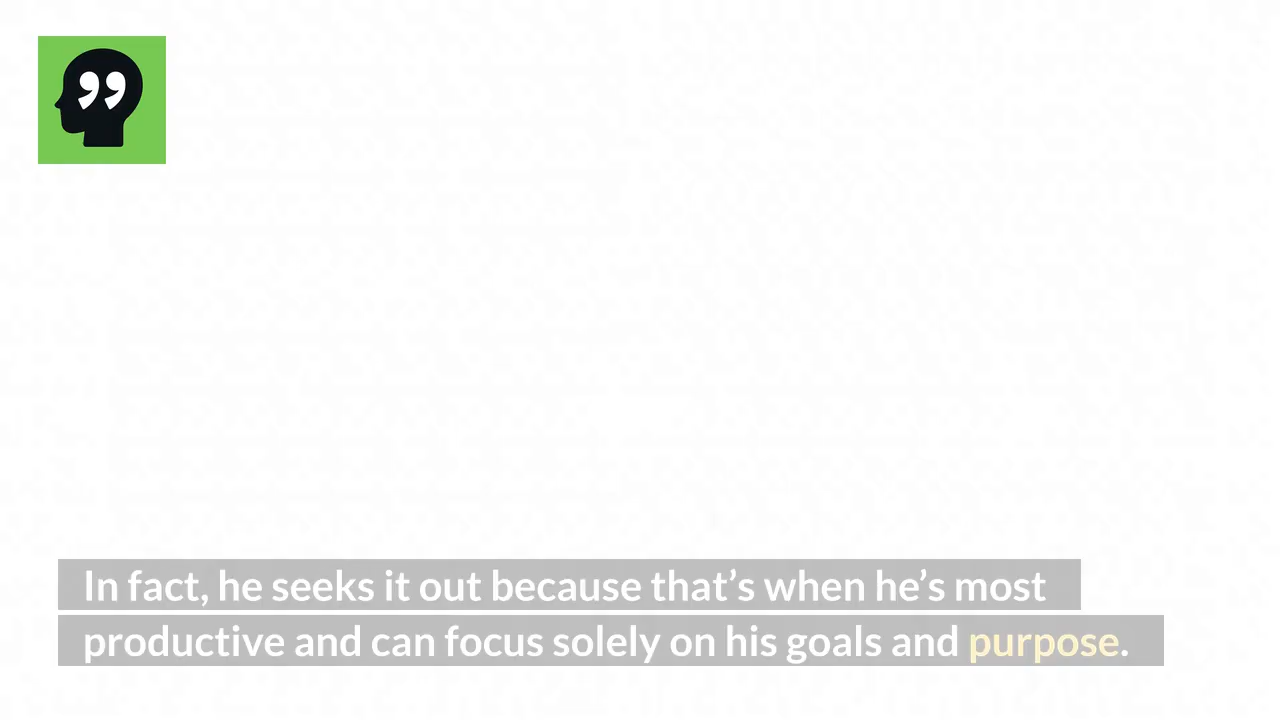 In fact, he seeks it out because that’s when he’s most
productive and can focus solely on his goals and purpose.